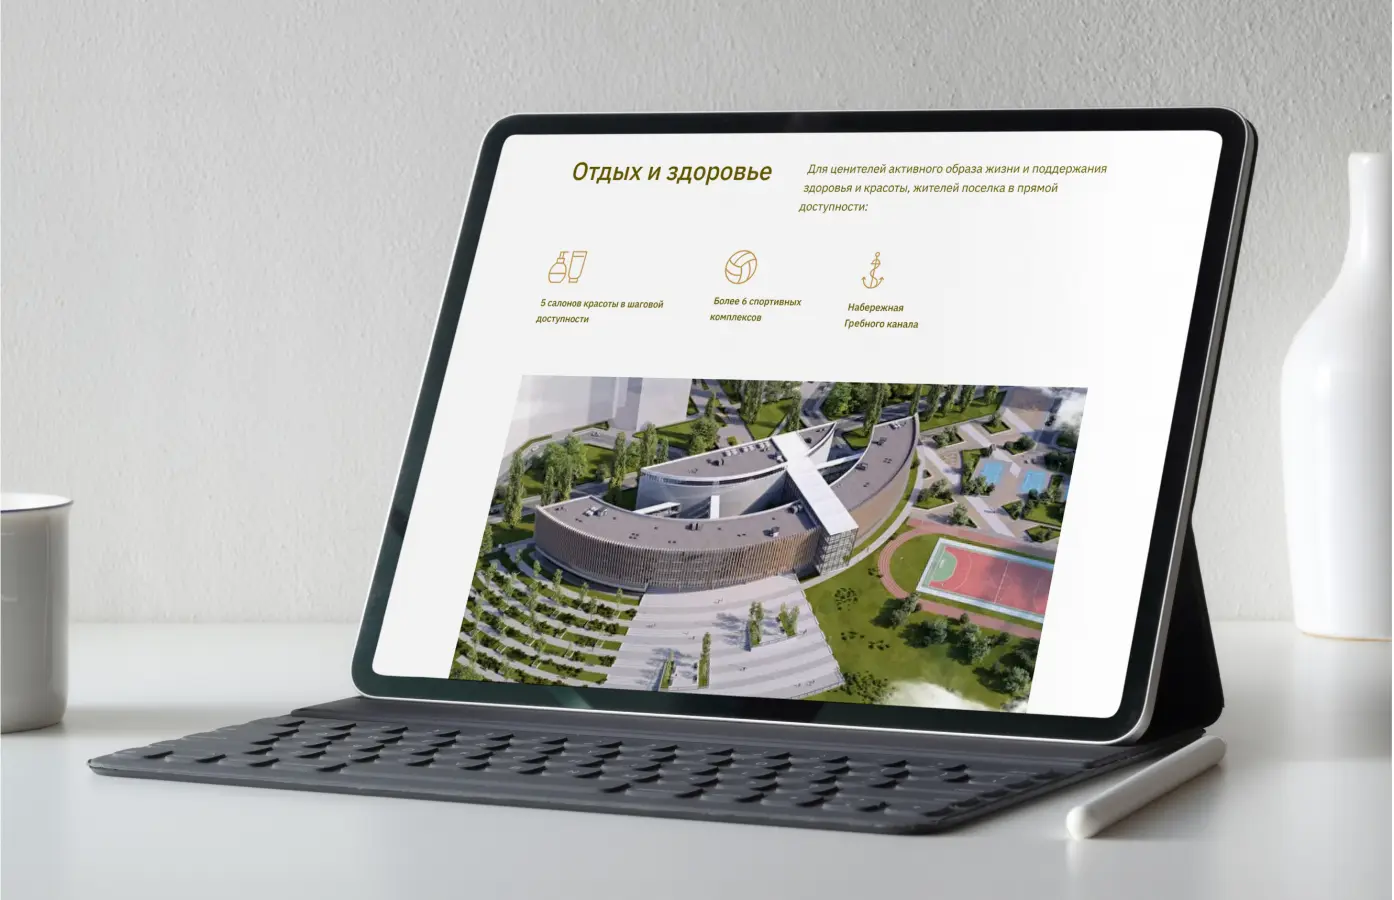 Отдых и здоровье
Для ценителей активного образа жизни и поддержания
здоровья и красоты, жителей поселка в прямой
доступности:
5 салонов красоты в шаговой
доступности
Более 6 спортивных
комплексов
Набережная
Гребного канала